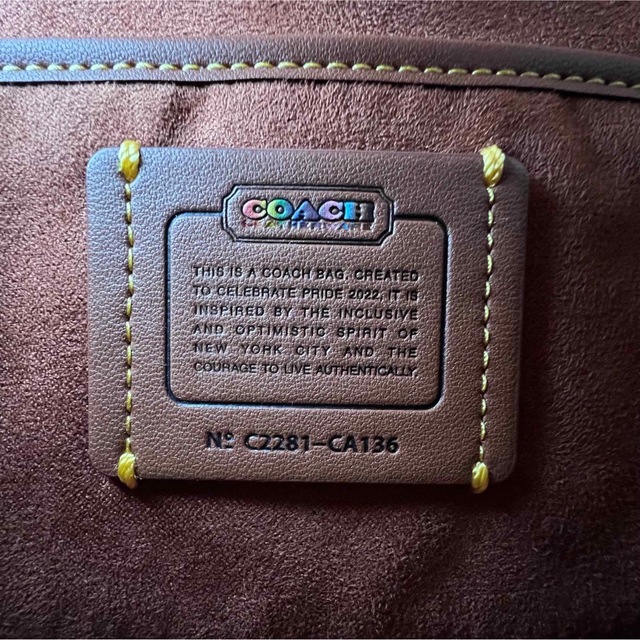 COACH
THIS IS A COACH BAG. CREATED
TO CELEBRATE PRIDE 2022, IT IS
INSPIRED BY THE INCLUSIVE
AND OPTIMISTIC SPIRIT OF
NEW YORK CITY AND THE
COURAGE TO LIVE AUTHENTICALLY.
Nº C2281-CA136